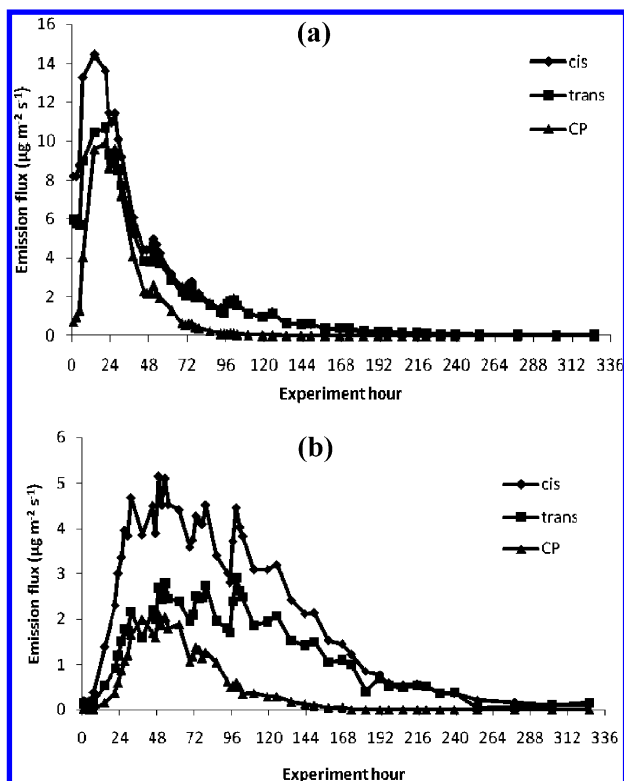 (a)
16
14
12
10
8
6
4
2
0
Emission flux (µg m⁻² s⁻¹)
cis
trans
CP
0 24 48 72 96 120 144 168 192 216 240 264 288 312 336
Experiment hour
(b)
6
5
4
3
2
1
0
Emission flux (µg m⁻² s⁻¹)
cis
trans
CP
0 24 48 72 96 120 144 168 192 216 240 264 288 312 336
Experiment hour